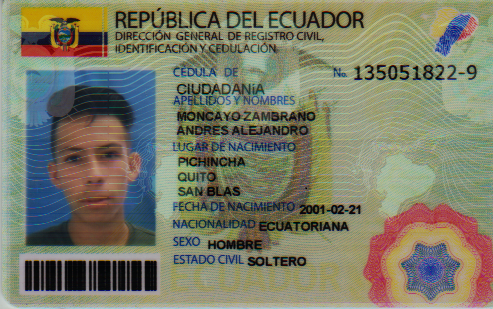 REPÚBLICA DEL ECUADOR
DIRECCIÓN GENERAL DE REGISTRO CIVIL,
IDENTIFICACIÓN Y CEDULACIÓN
CÉDULA DE No. 135051822-9
CIUDADANíA
APELLIDOS Y NOMBRES
MONCAYO ZAMBRANO
ANDRES ALEJANDRO
LUGAR DE NACIMIENTO
PICHINCHA
QUITO
SAN BLAS
FECHA DE NACIMIENTO 2001-02-21
NACIONALIDAD ECUATORIANA
SEXO HOMBRE
ESTADO CIVIL SOLTERO